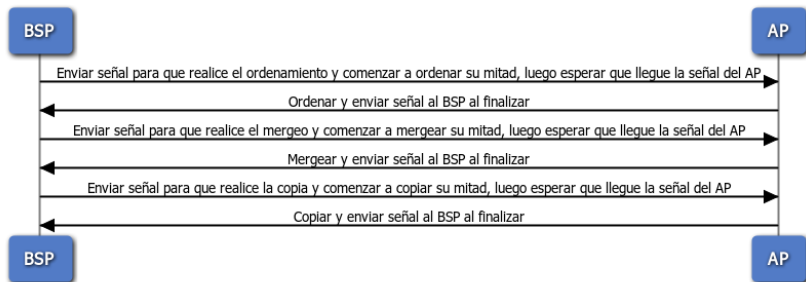 BSP AP
Enviar señal para que realice el ordenamiento y comenzar a ordenar su mitad, luego esperar que llegue la señal del AP
Ordenar y enviar señal al BSP al finalizar
Enviar señal para que realice el mergeo y comenzar a mergear su mitad, luego esperar que llegue la señal del AP
Mergear y enviar señal al BSP al finalizar
Enviar señal para que realice la copia y comenzar a copiar su mitad, luego esperar que llegue la señal del AP
Copiar y enviar señal al BSP al finalizar
BSP AP